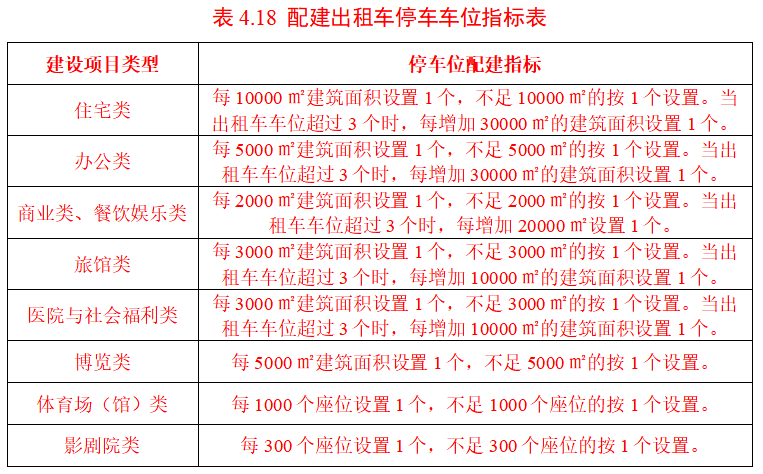 表 4.18 配建出租车停车车位指标表
建设项目类型
停车位配建指标
住宅类
每 10000 ㎡建筑面积设置 1 个，不足 10000 ㎡的按 1 个设置。当
出租车车位超过 3 个时，每增加 30000 ㎡的建筑面积设置 1 个。
办公类
每 5000 ㎡建筑面积设置 1 个，不足 5000 ㎡的按 1 个设置。当出
租车车位超过 3 个时，每增加 30000 ㎡的建筑面积设置 1 个。
商业类、餐饮娱乐类
每 2000 ㎡建筑面积设置 1 个，不足 2000 ㎡的按 1 个设置。当出
租车车位超过 3 个时，每增加 20000 ㎡设置 1 个。
旅馆类
每 3000 ㎡建筑面积设置 1 个，不足 3000 ㎡的按 1 个设置。当出
租车车位超过 3 个时，每增加 10000 ㎡的建筑面积设置 1 个。
医院与社会福利类
每 3000 ㎡建筑面积设置 1 个，不足 3000 ㎡的按 1 个设置。当出
租车车位超过 3 个时，每增加 10000 ㎡的建筑面积设置 1 个。
博览类
每 5000 ㎡建筑面积设置 1 个，不足 5000 ㎡的按 1 个设置。
体育场（馆）类
每 1000 个座位设置 1 个，不足 1000 个座位的按 1 个设置。
影剧院类
每 300 个座位设置 1 个，不足 300 个座位的按 1 个设置。